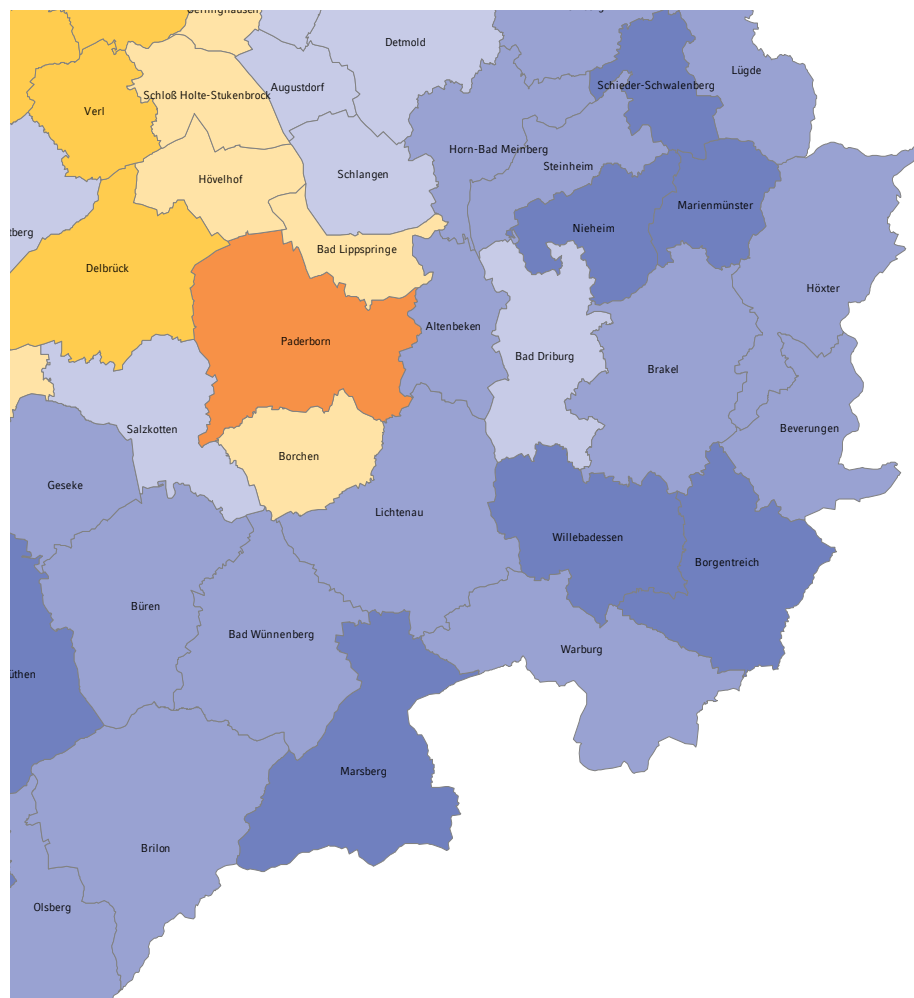 Detmold
Lügde
Schieder-Schwalenberg
Augustdorf
Schloß Holte-Stukenbrock
Verl
Horn-Bad Meinberg
Steinheim
Schlangen
Hövelhof
Marienmünster
Nieheim
Bad Lippspringe
Delbrück
Höxter
Altenbeken
Paderborn
Bad Driburg
Brakel
Salzkotten
Beverungen
Borchen
Geseke
Lichtenau
Willebadessen
Borgentreich
Büren
Bad Wünnenberg
Warburg
Marsberg
Brilon
Olsberg